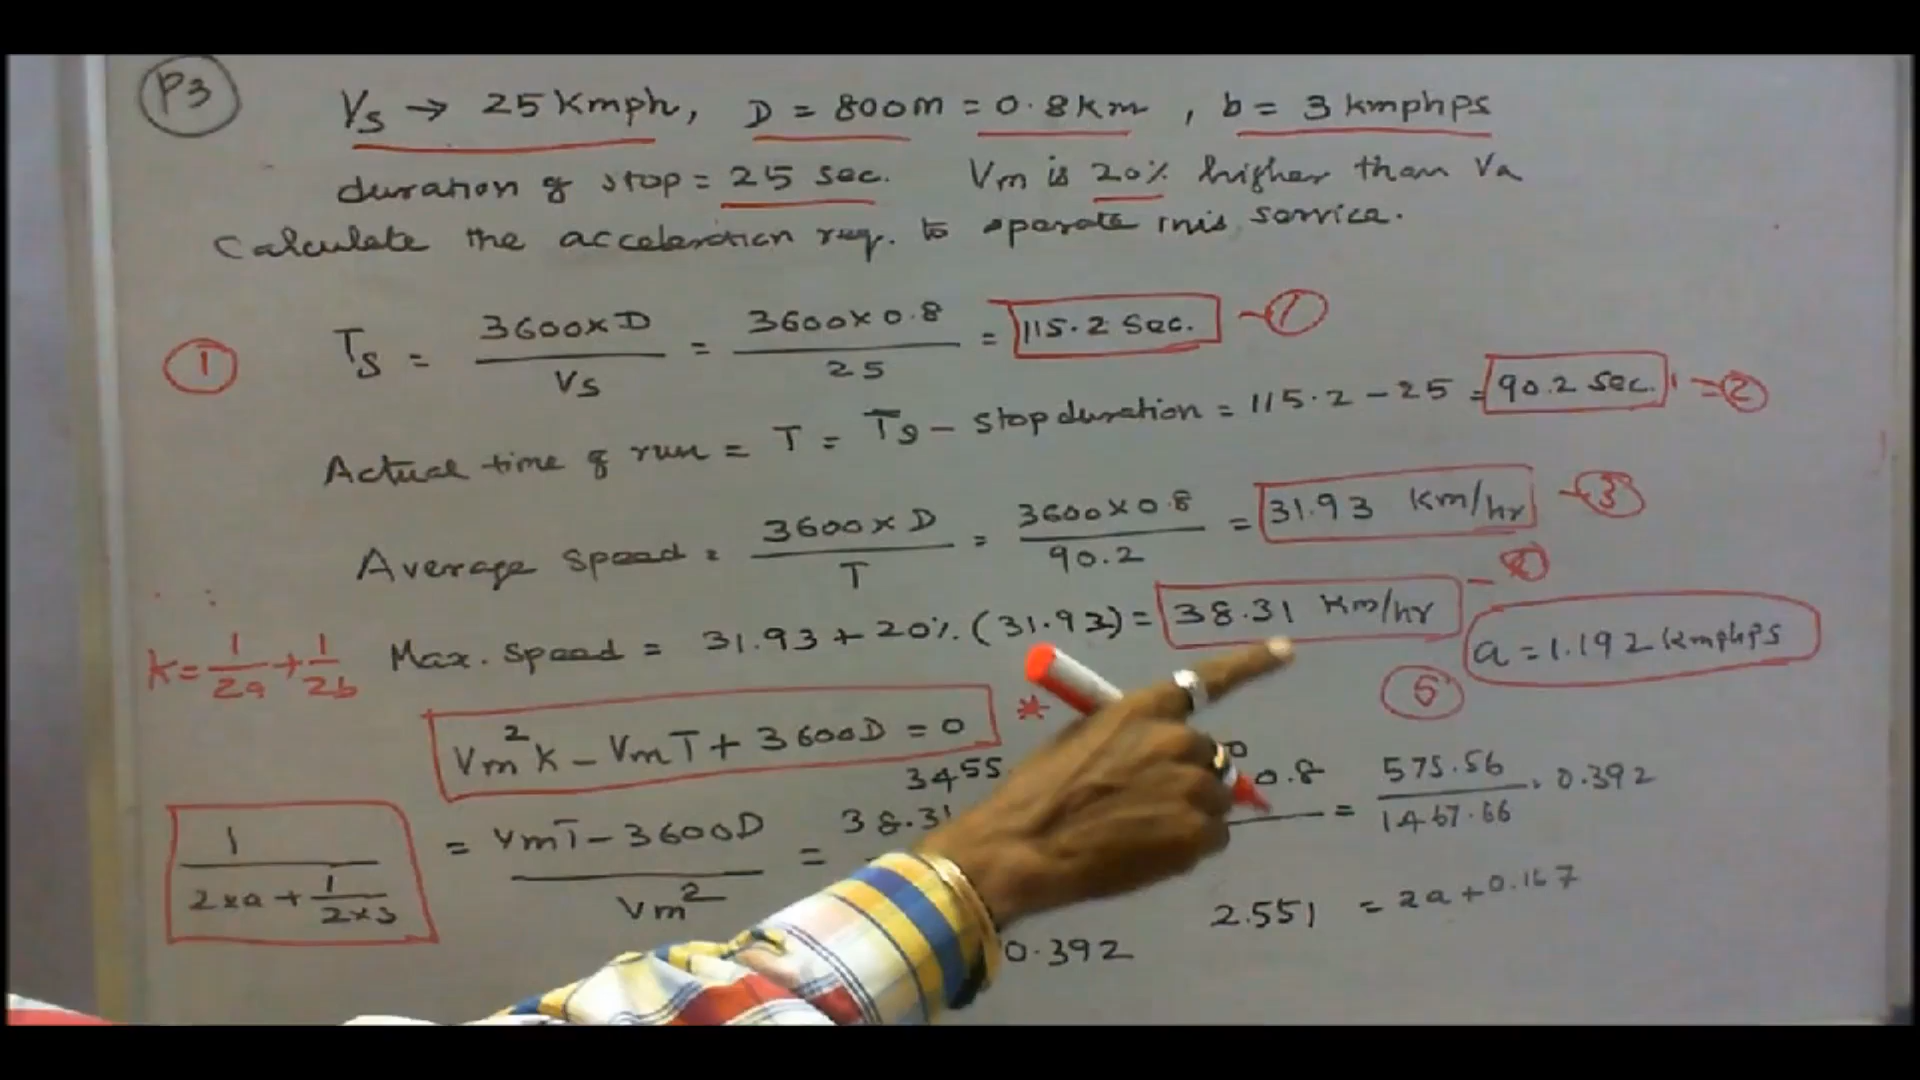 P3
Vs → 25 Kmph, D = 800m = 0.8Km, b = 3 kmphps
duration of stop = 25 sec. Vm is 20% higher than Va
Calculate the acceleration req. to operate this service.
① Ts = 3600×D / Vs = 3600×0.8 / 25 = 115.2 Sec. - ①
Actual time of run = T = Ts - stop duration = 115.2 - 25 = 90.2 Sec. - ②
Average speed = 3600×D / T = 3600×0.8 / 90.2 = 31.93 Km/hr - ③
Max. speed = 31.93 + 20% (31.93) = 38.31 Km/hr -
K = 1/2a + 1/2b
a = 1.192 kmphps
⑤
Vm²K - VmT + 3600D = 0 *
3455.
1 / 2×a + 1/2×3 = VmT - 3600D / Vm² = 38.31 0.8 = 575.56 / 1467.66 = 0.392
2.551 = 2a + 0.167
0.392